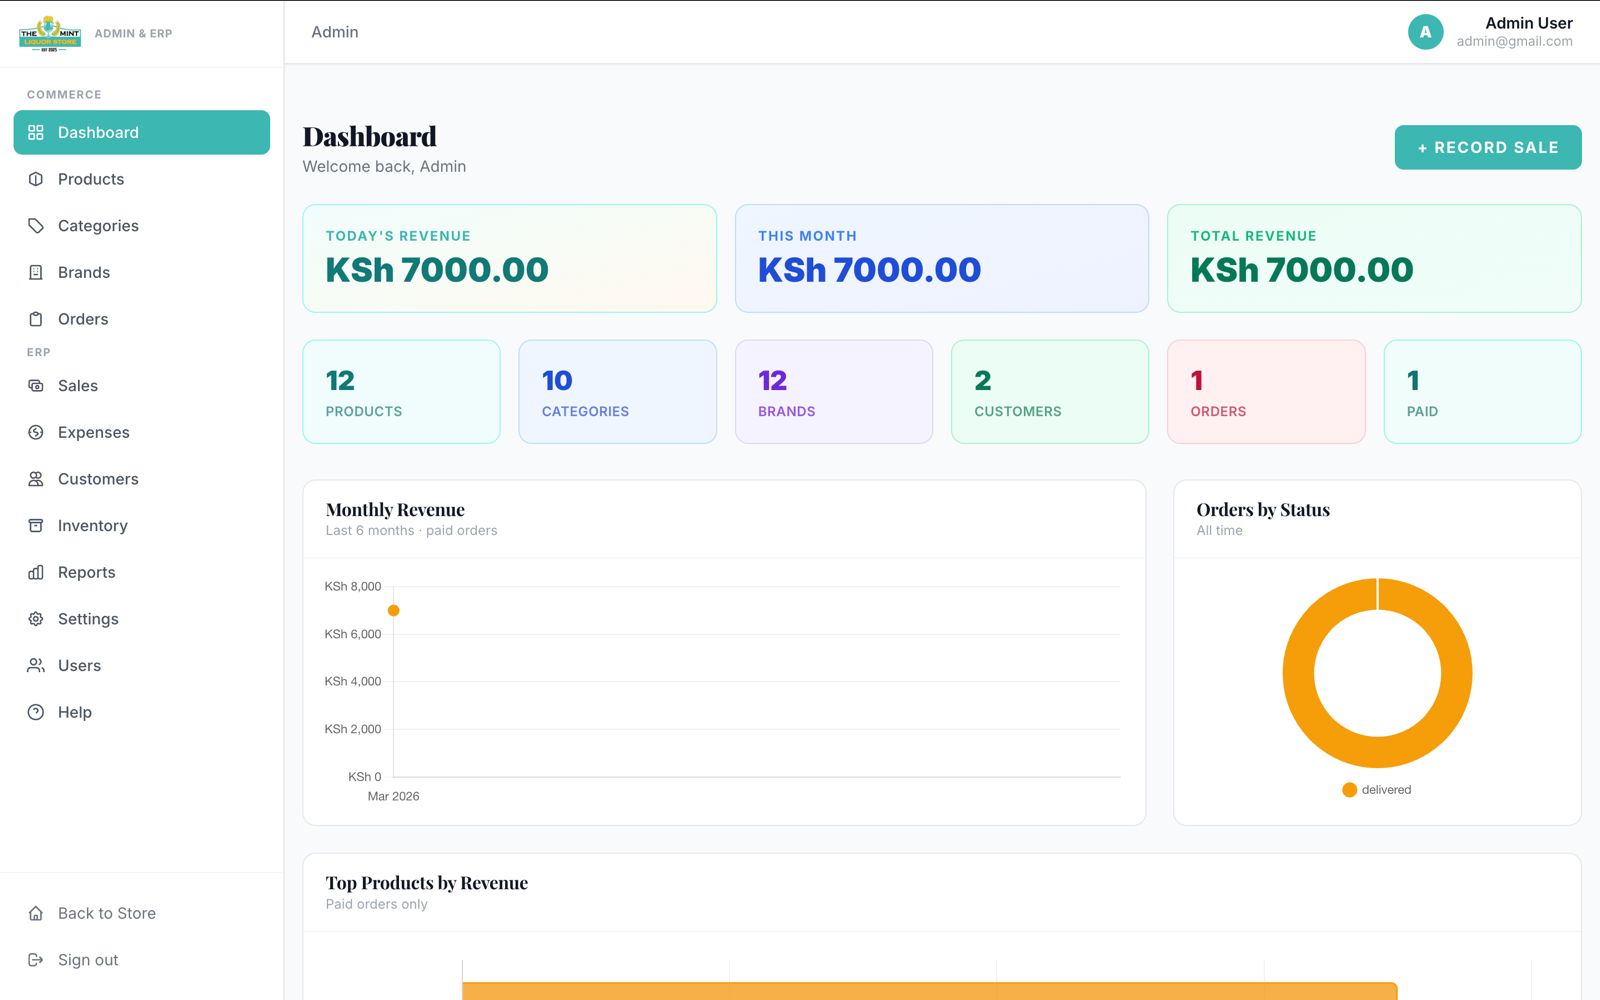 THE MINT
LIQUOR STORE
EST 2025
ADMIN & ERP
Admin
A
Admin User
admin@gmail.com
COMMERCE
Dashboard
Products
Categories
Brands
Orders
ERP
Sales
Expenses
Customers
Inventory
Reports
Settings
Users
Help
Back to Store
Sign out
Dashboard
Welcome back, Admin
+ RECORD SALE
TODAY'S REVENUE
KSh 7000.00
THIS MONTH
KSh 7000.00
TOTAL REVENUE
KSh 7000.00
12
PRODUCTS
10
CATEGORIES
12
BRANDS
2
CUSTOMERS
1
ORDERS
1
PAID
Monthly Revenue
Last 6 months · paid orders
KSh 8,000
KSh 6,000
KSh 4,000
KSh 2,000
KSh 0
Mar 2026
Orders by Status
All time
delivered
Top Products by Revenue
Paid orders only